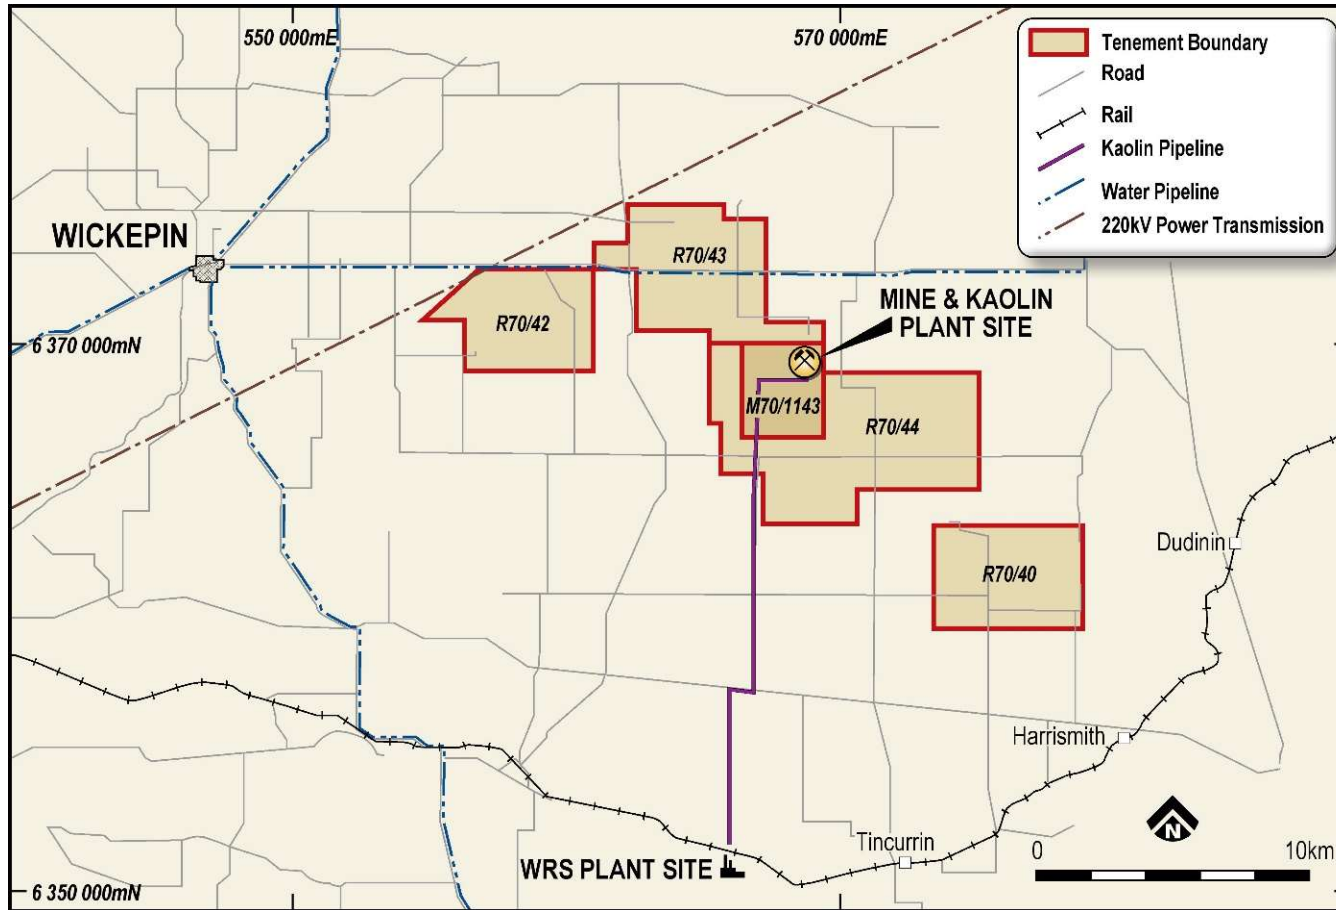 550 000mE
570 000mE
Tenement Boundary
Road
Rail
Kaolin Pipeline
Water Pipeline
220kV Power Transmission
WICKEPIN
R70/43
MINE & KAOLIN
PLANT SITE
R70/42
6 370 000mN
M70/1143
R70/44
Dudinin
R70/40
Harrismith
N
Tincurrin
0
10km
WRS PLANT SITE
6 350 000mN